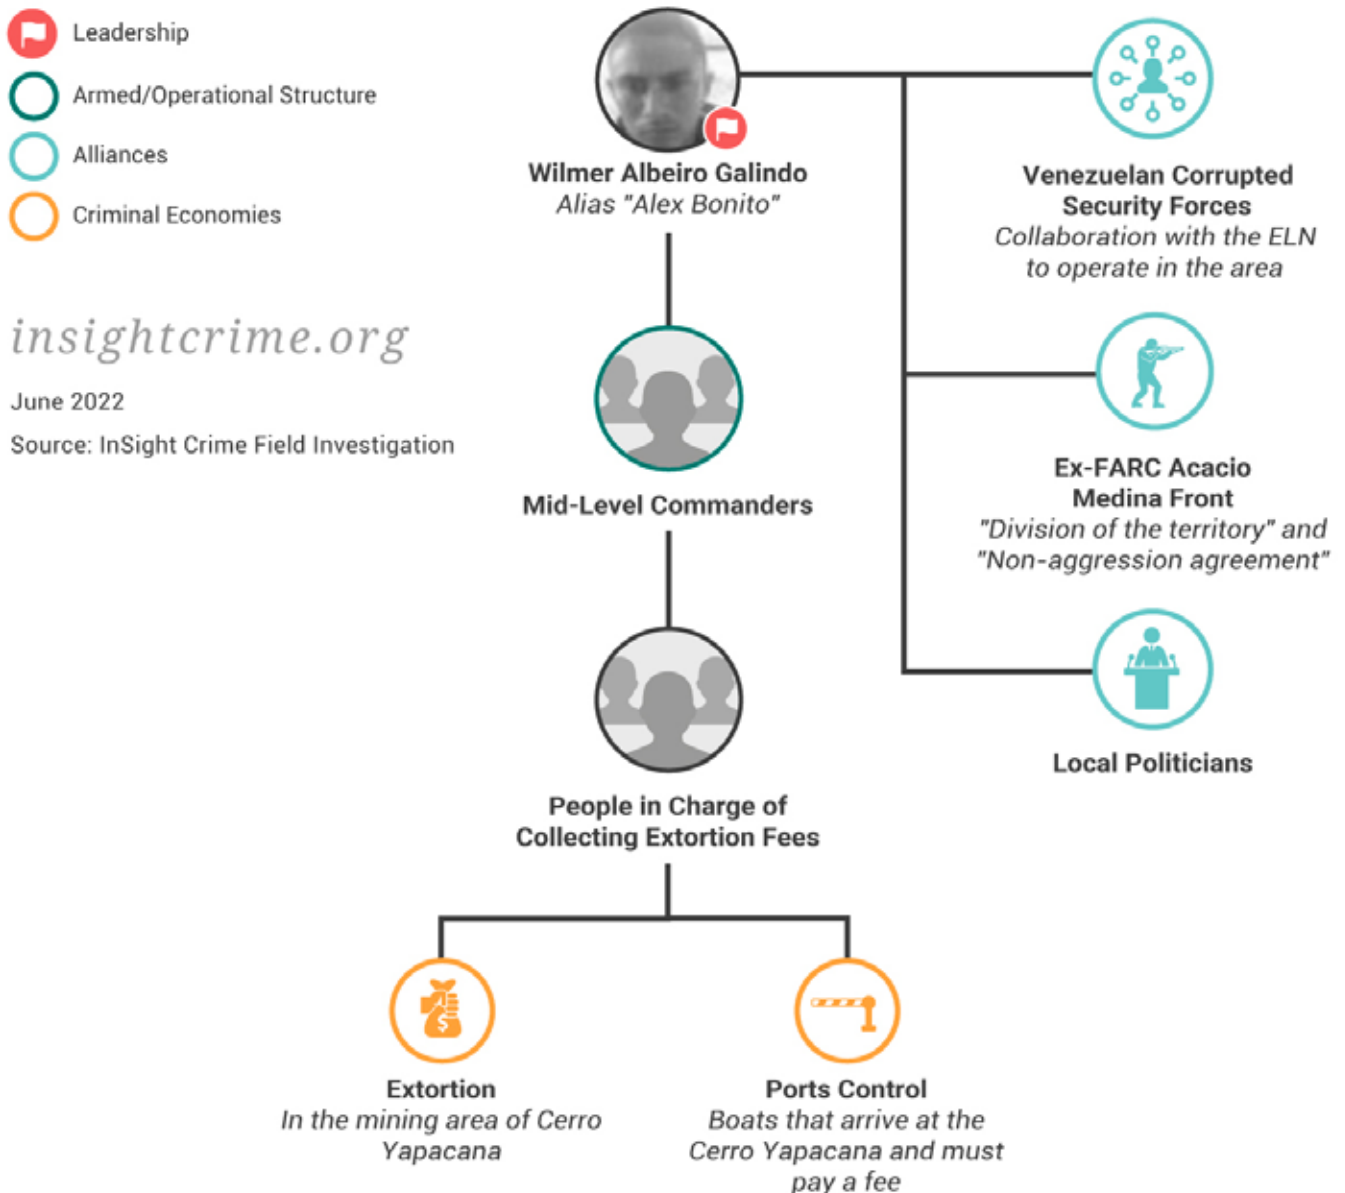 Leadership
Armed/Operational Structure
Alliances
Criminal Economies
insightcrime.org
June 2022
Source: InSight Crime Field Investigation
Wilmer Albeiro Galindo
Alias "Alex Bonito"
Venezuelan Corrupted
Security Forces
Collaboration with the ELN
to operate in the area
Mid-Level Commanders
Ex-FARC Acacio
Medina Front
"Division of the territory" and
"Non-aggression agreement"
People in Charge of
Collecting Extortion Fees
Local Politicians
$
Extortion
In the mining area of Cerro
Yapacana
Ports Control
Boats that arrive at the
Cerro Yapacana and must
pay a fee